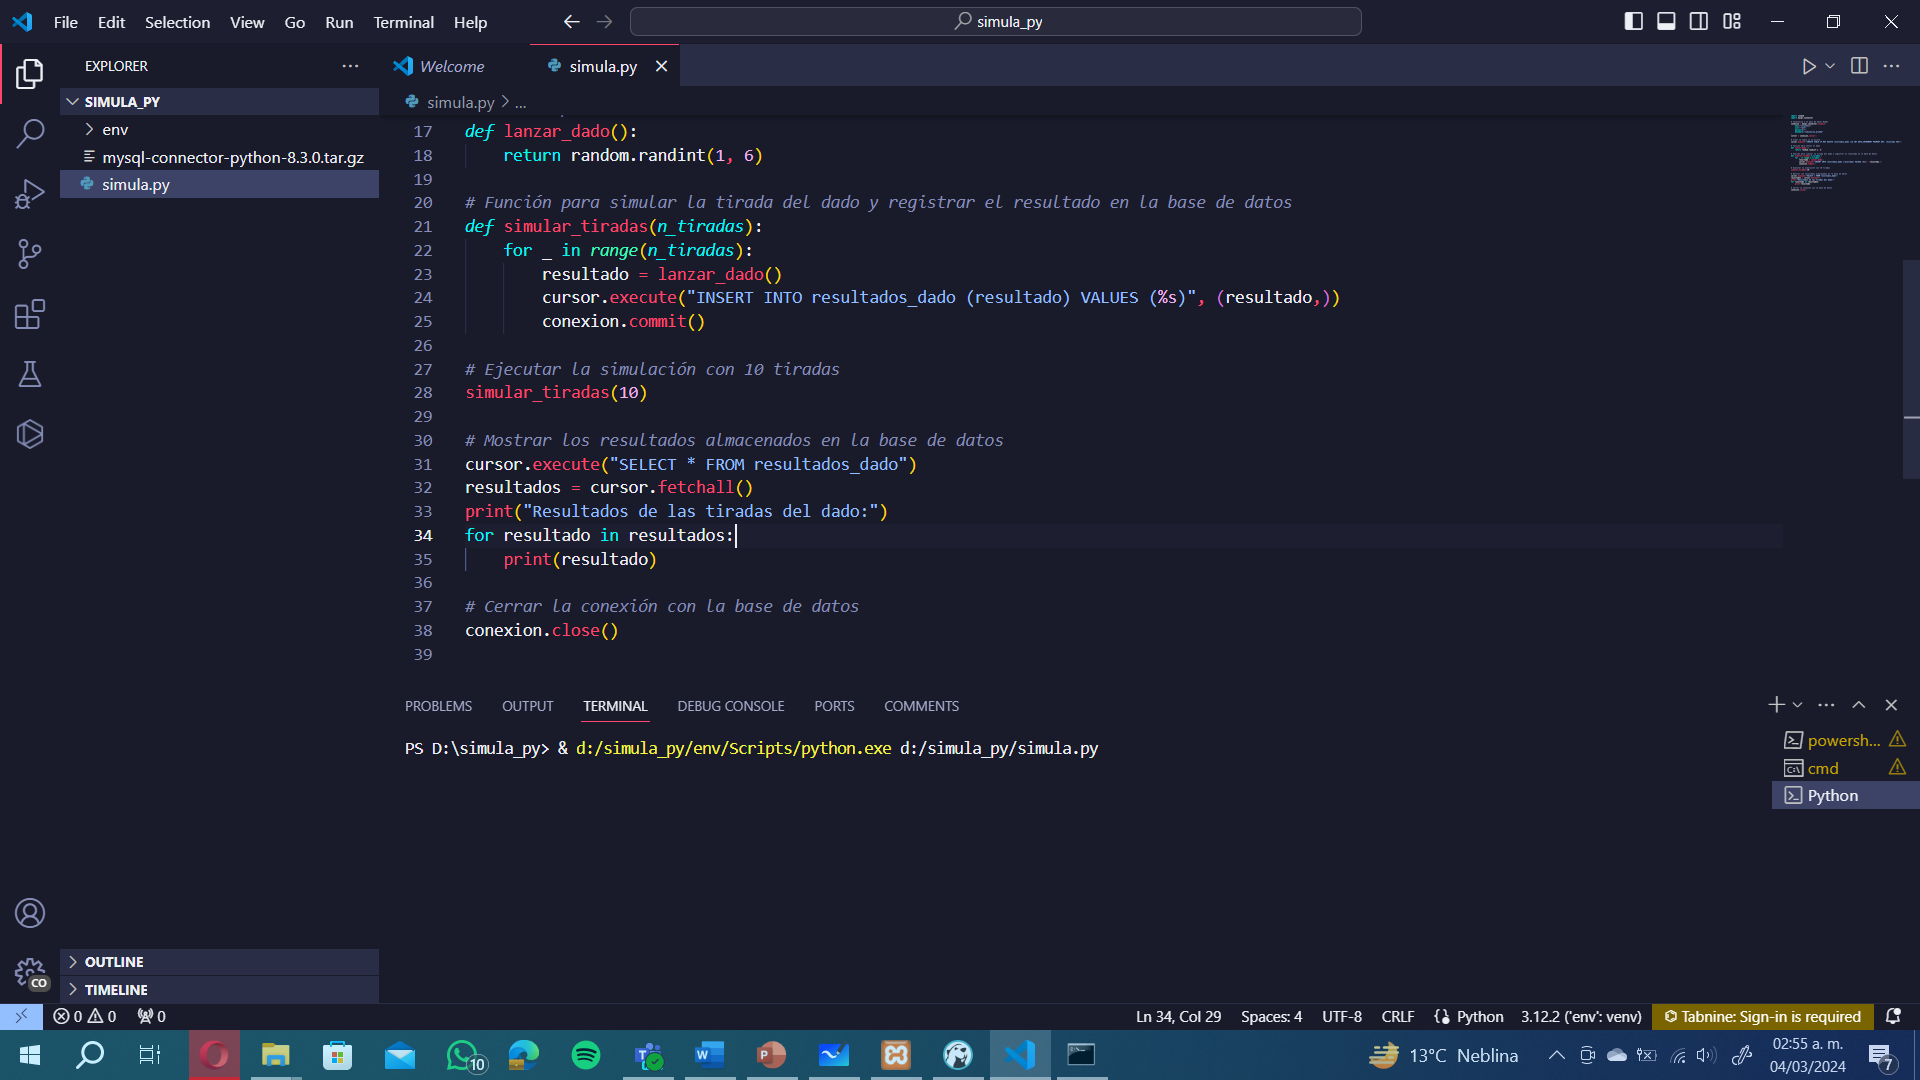 File Edit Selection View Go Run Terminal Help
simula_py
EXPLORER
Welcome
simula.py
SIMULA_PY
env
mysql-connector-python-8.3.0.tar.gz
simula.py
simula.py > ...
17 def lanzar_dado():
18 return random.randint(1, 6)
19
20 # Función para simular la tirada del dado y registrar el resultado en la base de datos
21 def simular_tiradas(n_tiradas):
22 for _ in range(n_tiradas):
23 resultado = lanzar_dado()
24 cursor.execute("INSERT INTO resultados_dado (resultado) VALUES (%s)", (resultado,))
25 conexion.commit()
26
27 # Ejecutar la simulación con 10 tiradas
28 simular_tiradas(10)
29
30 # Mostrar los resultados almacenados en la base de datos
31 cursor.execute("SELECT * FROM resultados_dado")
32 resultados = cursor.fetchall()
33 print("Resultados de las tiradas del dado:")
34 for resultado in resultados:
35 print(resultado)
36
37 # Cerrar la conexión con la base de datos
38 conexion.close()
39
PROBLEMS OUTPUT TERMINAL DEBUG CONSOLE PORTS COMMENTS
PS D:\simula_py> & d:/simula_py/env/Scripts/python.exe d:/simula_py/simula.py
powersh...
cmd
Python
OUTLINE
TIMELINE
CO
0 0 0
Ln 34, Col 29 Spaces: 4 UTF-8 CRLF Python 3.12.2 ('env': venv) Tabnine: Sign-in is required
10
13°C Neblina
02:55 a. m.
04/03/2024
7